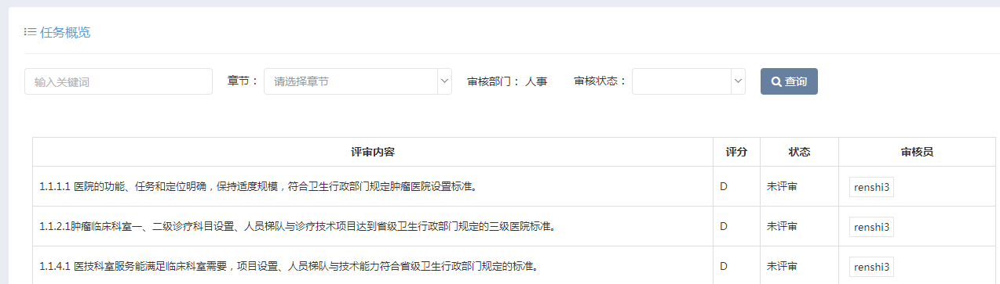 任务概览
输入关键词 章节： 请选择章节 审核部门： 人事 审核状态： 查询
评审内容 评分 状态 审核员
1.1.1.1 医院的功能、任务和定位明确，保持适度规模，符合卫生行政部门规定肿瘤医院设置标准。 D 未评审 renshi3
1.1.2.1肿瘤临床科室一、二级诊疗科目设置、人员梯队与诊疗技术项目达到省级卫生行政部门规定的三级医院标准。 D 未评审 renshi3
1.1.4.1 医技科室服务能满足临床科室需要，项目设置、人员梯队与技术能力符合省级卫生行政部门规定的标准。 D 未评审 renshi3